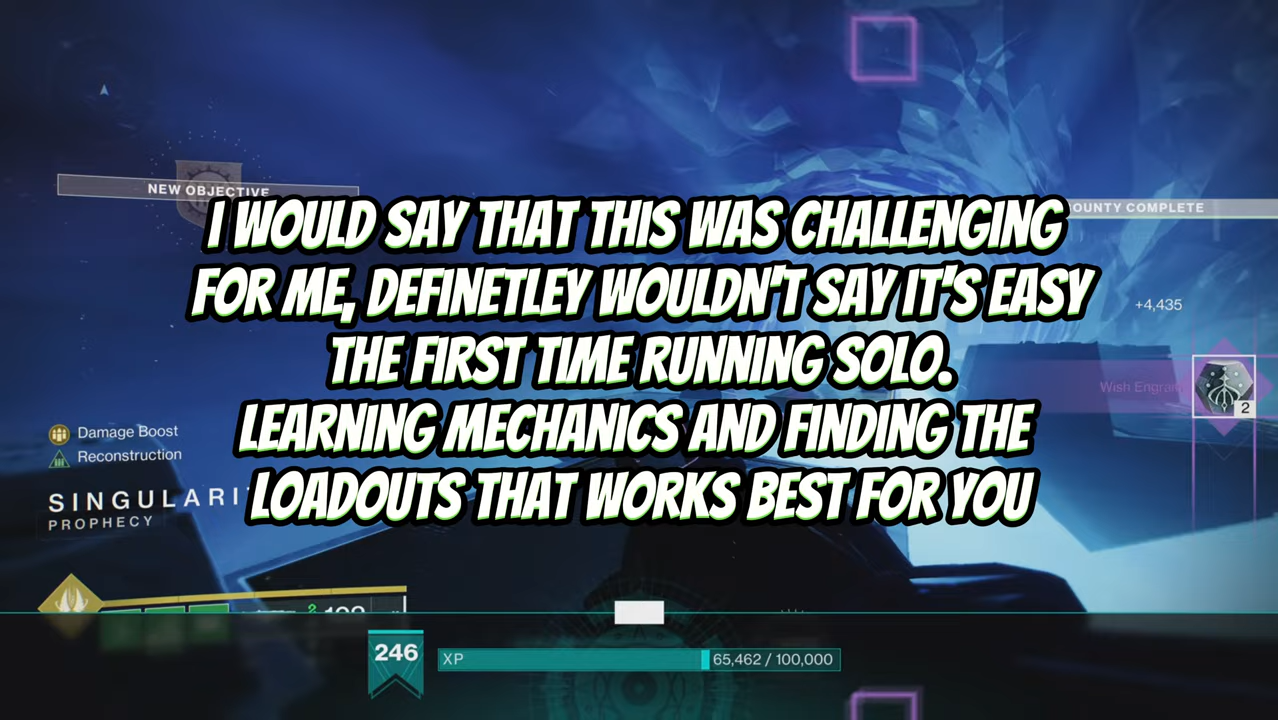 NEW OBJECTIVE
OUNTY COMPLETE
I WOULD SAY THAT THIS WAS CHALLENGING
FOR ME, DEFINETLEY WOULDN'T SAY IT'S EASY
THE FIRST TIME RUNNING SOLO.
LEARNING MECHANICS AND FINDING THE
LOADOUTS THAT WORKS BEST FOR YOU
+4,435
Wish Engram
2
Damage Boost
Reconstruction
SINGULARI
PROPHECY
246
XP
65,462 / 100,000